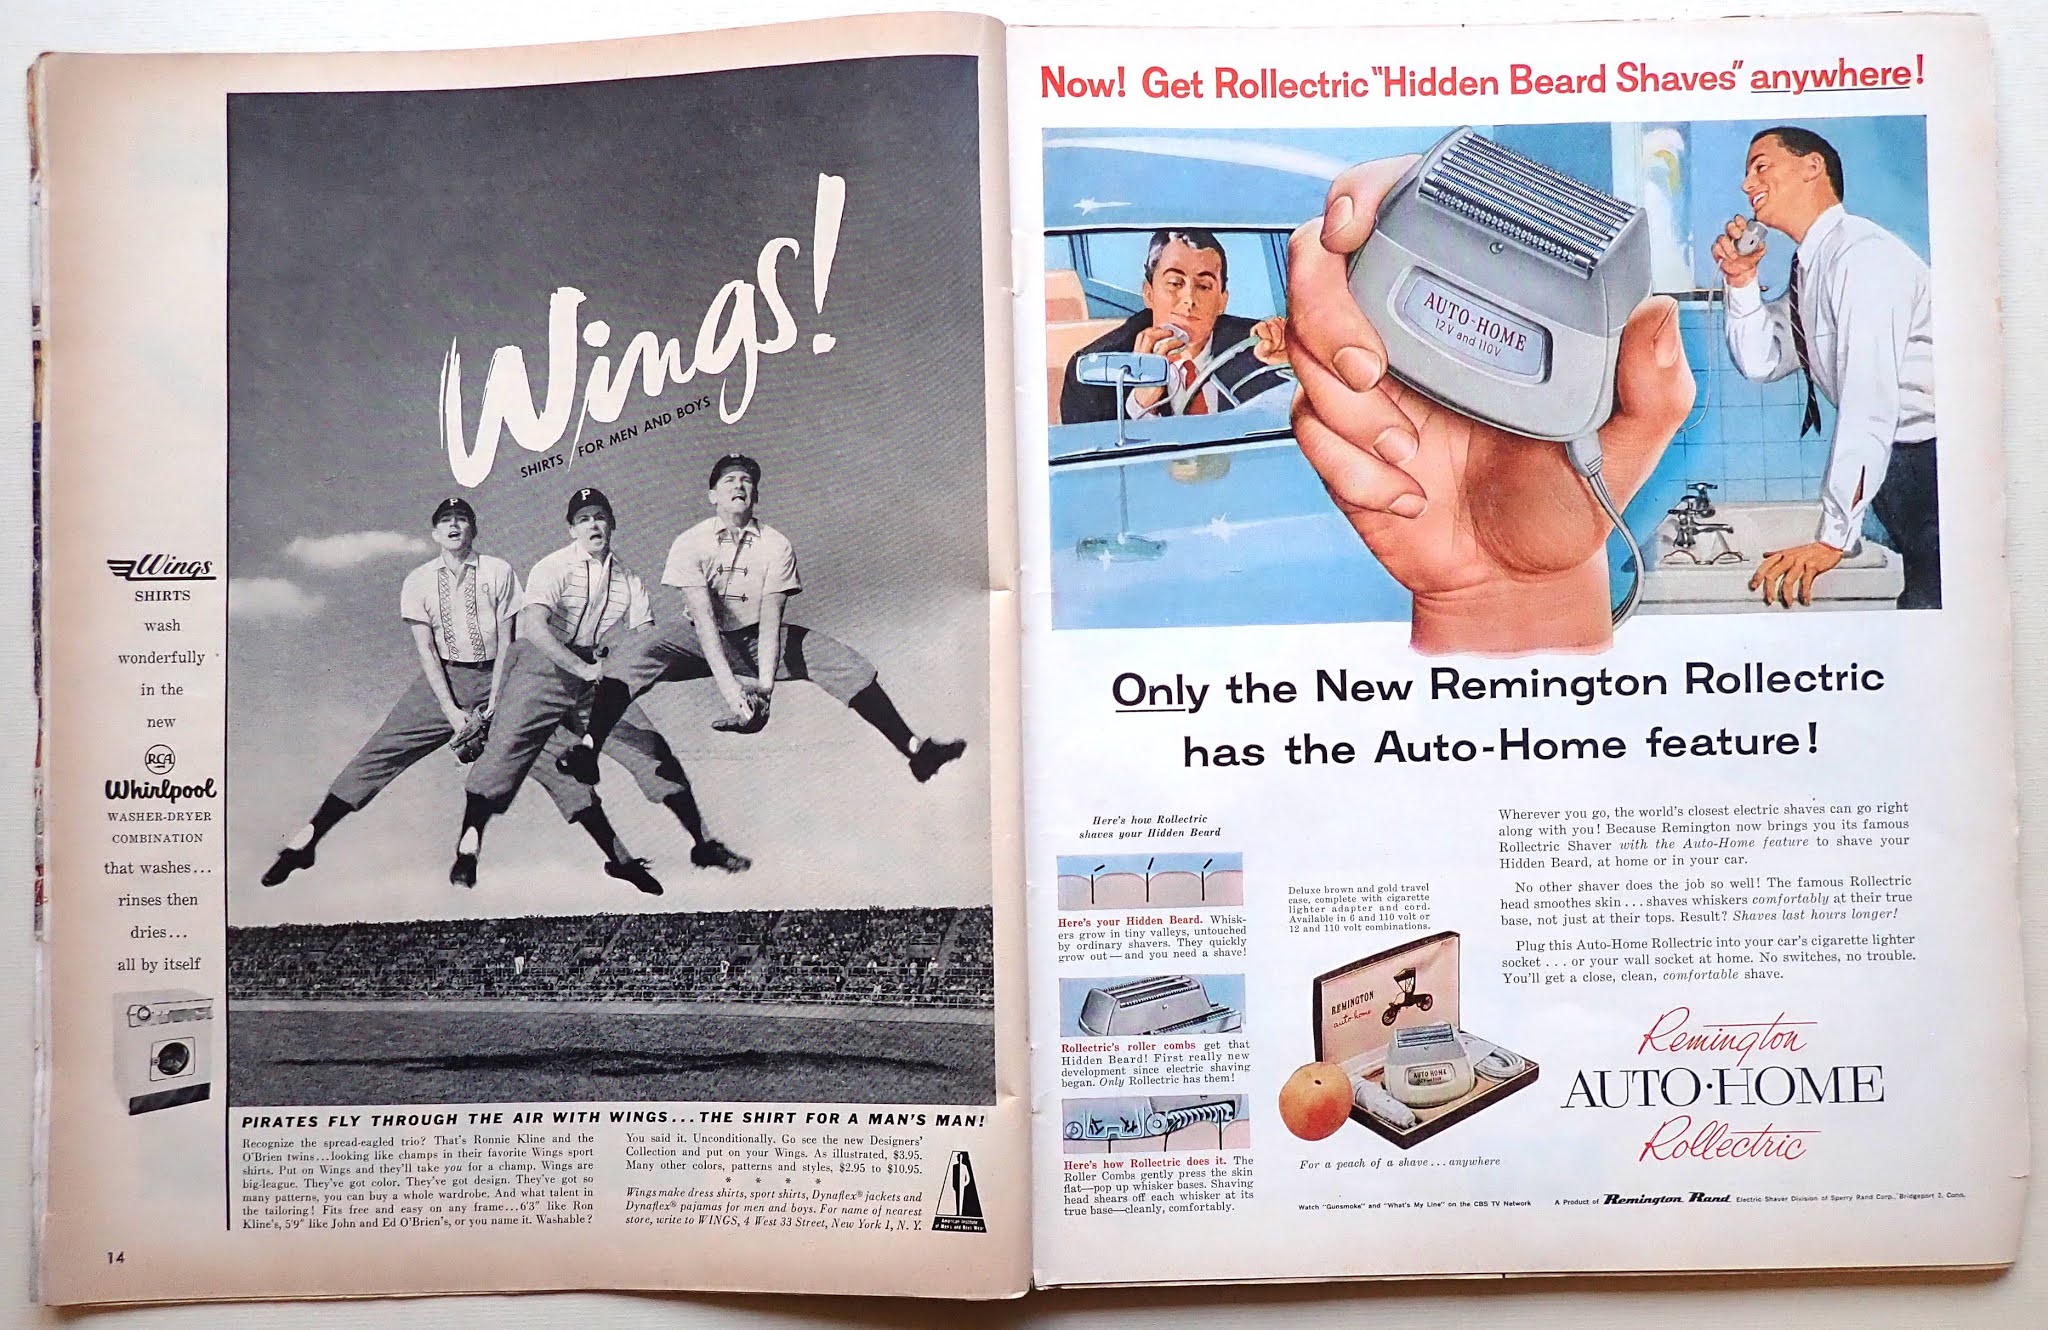 Wings
SHIRTS
wash
wonderfully
in the
new
RCA
Whirlpool
WASHER-DRYER
COMBINATION
that washes...
rinses then
dries...
all by itself
Wings!
SHIRTS FOR MEN AND BOYS
P
P
PIRATES FLY THROUGH THE AIR WITH WINGS...THE SHIRT FOR A MAN'S MAN!
Recognize the spread-eagled trio? That's Ronnie Kline and the
O'Brien twins...looking like champs in their favorite Wings sport
shirts. Put on Wings and they'll take you for a champ. Wings are
big-league. They've got color. They've got design. They've got so
many patterns, you can buy a whole wardrobe. And what talent in
the tailoring! Fits free and easy on any frame...6'3" like Ron
Kline's, 5'9" like John and Ed O'Brien's, or you name it. Washable?
You said it. Unconditionally. Go see the new Designers'
Collection and put on your Wings. As illustrated, $3.95.
Many other colors, patterns and styles, $2.95 to $10.95.
* * * *
Wings make dress shirts, sport shirts, Dynaflex® jackets and
Dynaflex® pajamas for men and boys. For name of nearest
store, write to WINGS, 4 West 33 Street, New York 1, N. Y.
American Institute
of Men's and Boys' Wear
14
Now! Get Rollectric "Hidden Beard Shaves" anywhere!
AUTO-HOME
12V and 110V
Only the New Remington Rollectric
has the Auto-Home feature!
Here's how Rollectric
shaves your Hidden Beard
Here's your Hidden Beard. Whisk-
ers grow in tiny valleys, untouched
by ordinary shavers. They quickly
grow out—and you need a shave!
Rollectric's roller combs get that
Hidden Beard! First really new
development since electric shaving
began. Only Rollectric has them!
Here's how Rollectric does it. The
Roller Combs gently press the skin
flat—pop up whisker bases. Shaving
head shears off each whisker at its
true base—cleanly, comfortably.
Deluxe brown and gold travel
case, complete with cigarette
lighter adapter and cord.
Available in 6 and 110 volt or
12 and 110 volt combinations.
REMINGTON
auto-home
AUTO HOME
For a peach of a shave...anywhere
Wherever you go, the world's closest electric shaves can go right
along with you! Because Remington now brings you its famous
Rollectric Shaver with the Auto-Home feature to shave your
Hidden Beard, at home or in your car.
No other shaver does the job so well! The famous Rollectric
head smoothes skin...shaves whiskers comfortably at their true
base, not just at their tops. Result? Shaves last hours longer!
Plug this Auto-Home Rollectric into your car's cigarette lighter
socket...or your wall socket at home. No switches, no trouble.
You'll get a close, clean, comfortable shave.
Remington
AUTO·HOME
Rollectric
Watch "Gunsmoke" and "What's My Line" on the CBS TV Network
A Product of Remington Rand Electric Shaver Division of Sperry Rand Corp., Bridgeport 2, Conn.